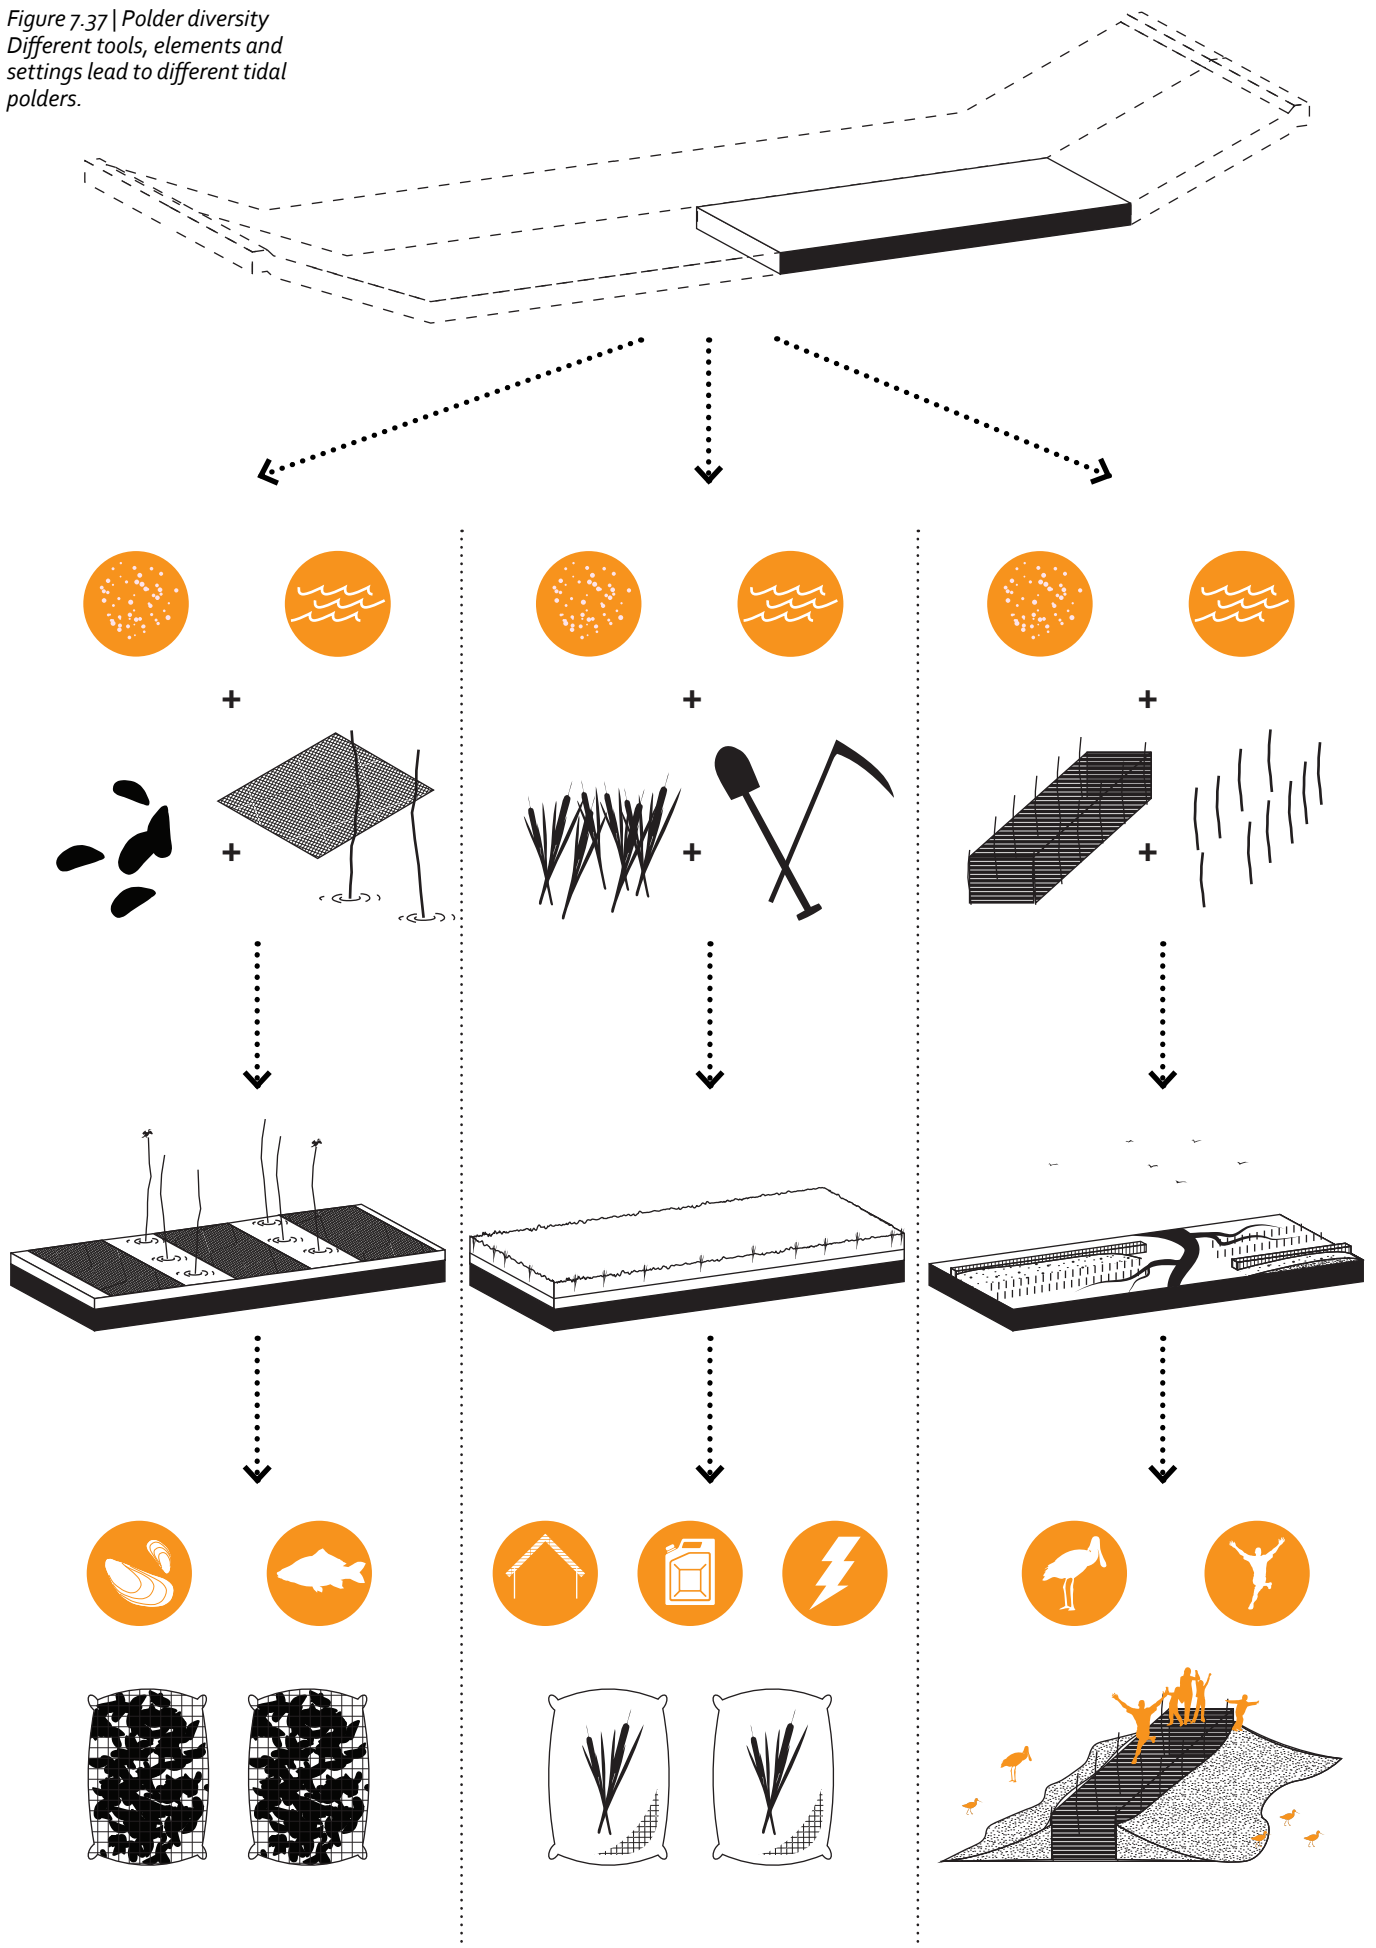 Figure 7.37 | Polder diversity
Different tools, elements and
settings lead to different tidal
polders.
+
+
+
+
+
+